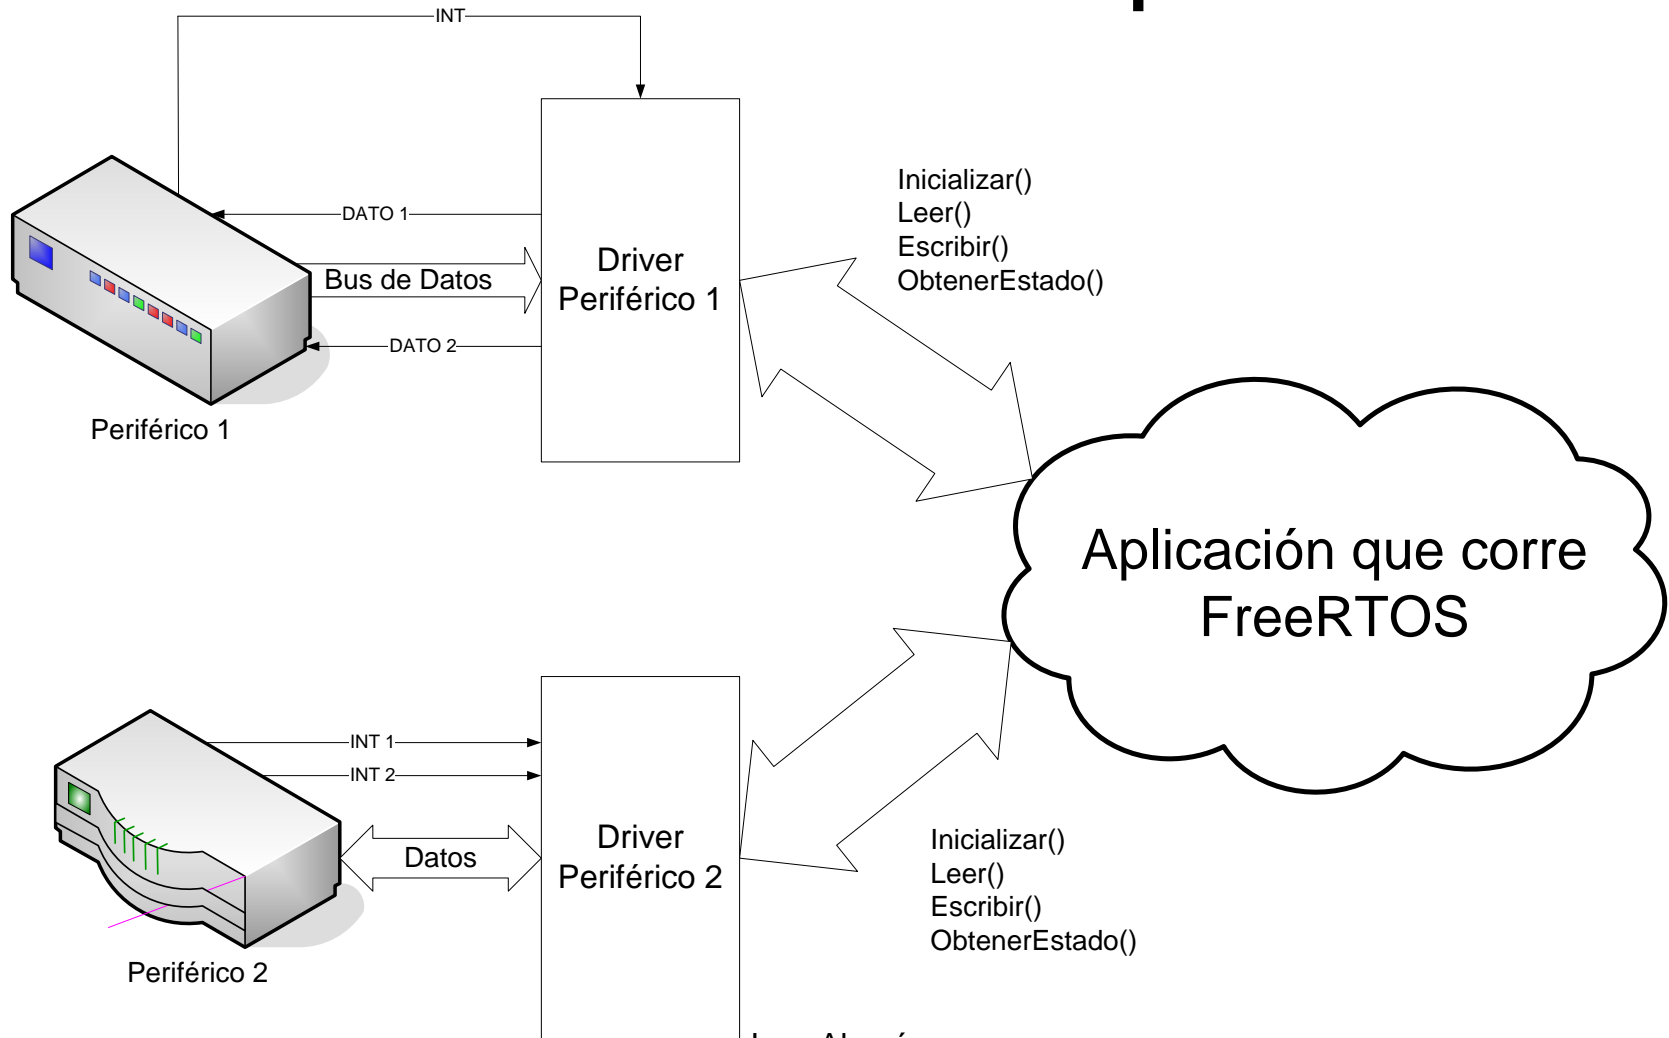 INT
DATO 1
Bus de Datos
DATO 2
Driver
Periférico 1
Periférico 1
Inicializar()
Leer()
Escribir()
ObtenerEstado()
Aplicación que corre
FreeRTOS
INT 1
INT 2
Datos
Driver
Periférico 2
Periférico 2
Inicializar()
Leer()
Escribir()
ObtenerEstado()